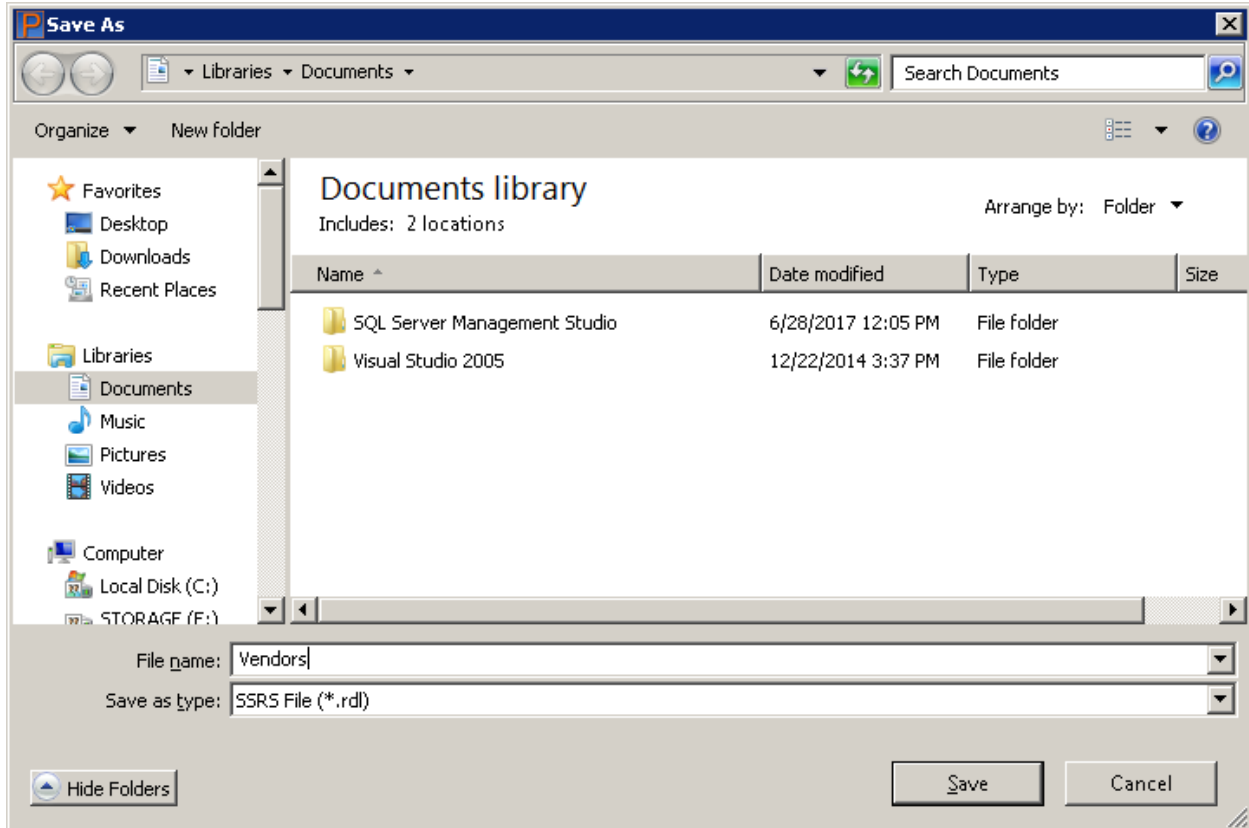 Save As
Libraries Documents Search Documents
Organize New folder
Favorites
Desktop
Downloads
Recent Places
Libraries
Documents
Music
Pictures
Videos
Computer
Local Disk (C:)
STORAGE (E:)
Documents library
Includes: 2 locations
Arrange by: Folder
Name Date modified Type Size
SQL Server Management Studio 6/28/2017 12:05 PM File folder
Visual Studio 2005 12/22/2014 3:37 PM File folder
File name: Vendors
Save as type: SSRS File (*.rdl)
Hide Folders Save Cancel